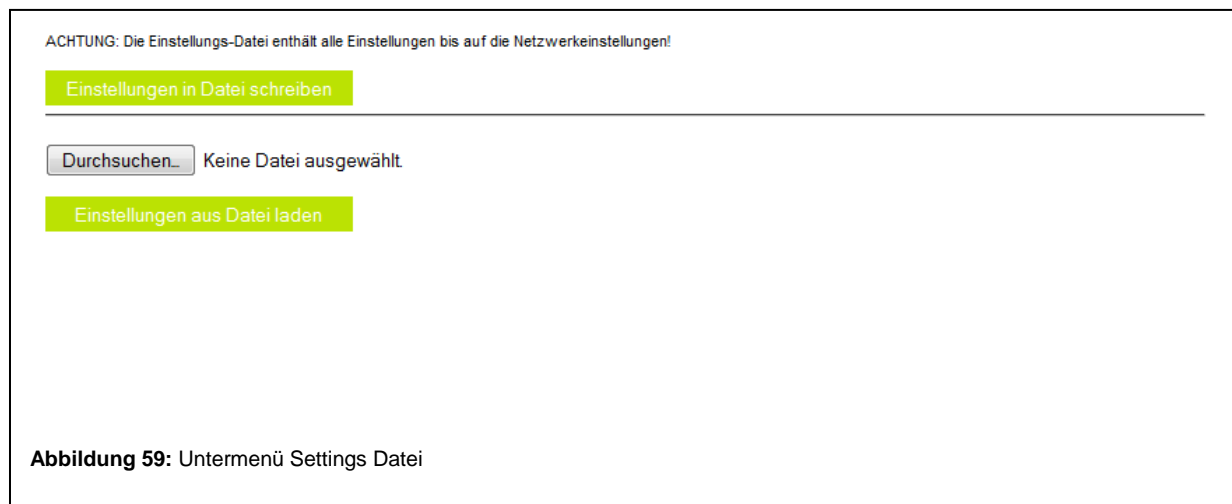 ACHTUNG: Die Einstellungs-Datei enthält alle Einstellungen bis auf die Netzwerkeinstellungen!
Einstellungen in Datei schreiben
Durchsuchen... Keine Datei ausgewählt.
Einstellungen aus Datei laden
Abbildung 59: Untermenü Settings Datei